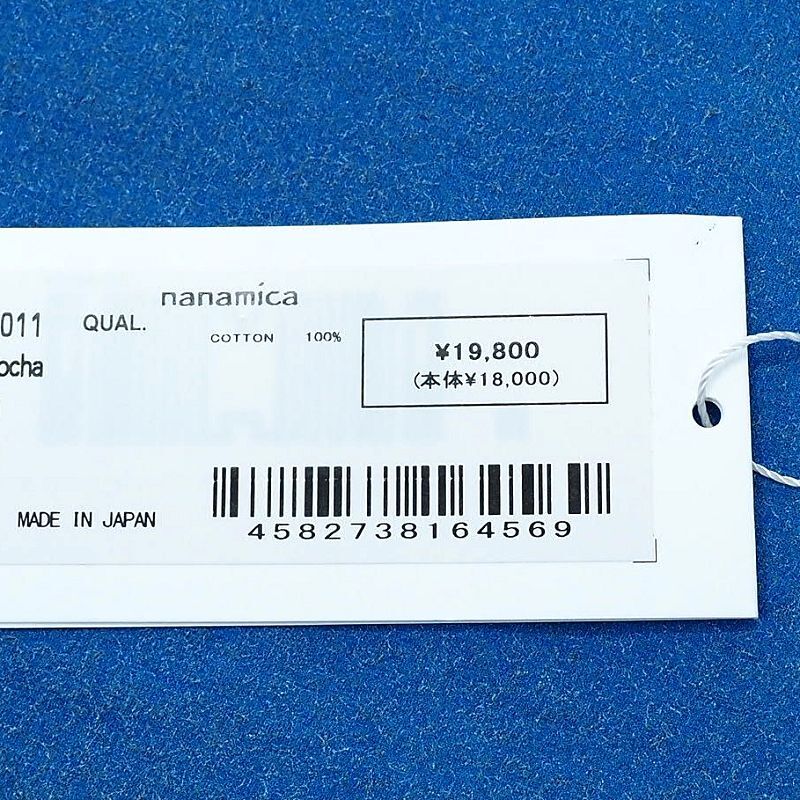 nanamica
011 QUAL.
COTTON 100%
ocha
¥19,800
(本体¥18,000)
MADE IN JAPAN
4582738164569